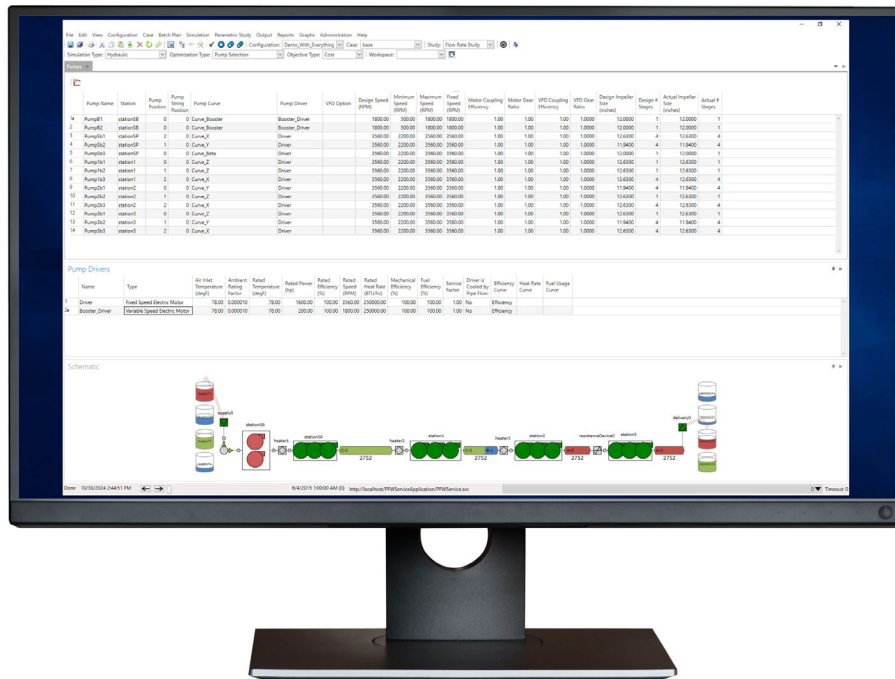 File Edit View Configuration Case Batch Plan Simulation Parametric Study Output Reports Graphs Administration Help
Configuration: Demo_With_Everything Case: base Study: Flow Rate Study
Simulation Type: Hydraulic Optimization Type: Pump Selection Objective Type: Cost Workspace:
Pumps
Pump Name Station Pump Position Pump String Position Pump Curve Pump Driver VFD Option Design Speed (RPM) Minimum Speed (RPM) Maximum Speed (RPM) Fixed Speed (RPM) Motor Coupling Efficiency Motor Gear Ratio VFD Coupling Efficiency VFD Gear Ratio Design Impeller Size (inches) Design # Stages Actual Impeller Size (inches) Actual # Stages
PumpB1 stationSB 0 0 Curve_Booster Booster_Driver 1800.00 500.00 1800.00 1800.00 1.00 1.00 1.00 1.0000 12.0000 1 12.0000 1
2 PumpB2 stationSB 0 0 Curve_Booster Booster_Driver 1800.00 500.00 1800.00 1800.00 1.00 1.00 1.00 1.0000 12.0000 1 12.0000 1
3 PumpSb1 stationSP 2 0 Curve_X Driver 3560.00 2200.00 3560.00 3560.00 1.00 1.00 1.00 1.0000 12.6300 4 12.6300 4
4 PumpSb2 stationSP 1 0 Curve_Y Driver 3560.00 2200.00 3560.00 3560.00 1.00 1.00 1.00 1.0000 11.9400 4 11.9400 4
5 PumpSb3 stationSP 0 0 Curve_Beta Driver 3560.00 2200.00 3560.00 3560.00 1.00 1.00 1.00 1.0000 12.0000 1 12.0000 1
6 Pump1b1 station1 0 0 Curve_Z Driver 3560.00 2200.00 3560.00 3560.00 1.00 1.00 1.00 1.0000 12.6300 1 12.6300 1
7 Pump1b2 station1 1 0 Curve_Z Driver 3560.00 2200.00 3560.00 3560.00 1.00 1.00 1.00 1.0000 12.6300 1 12.6300 1
8 Pump1b3 station1 2 0 Curve_X Driver 3560.00 2200.00 3560.00 3560.00 1.00 1.00 1.00 1.0000 12.6300 4 12.6300 4
9 Pump2b1 station2 0 0 Curve_Y Driver 3560.00 2200.00 3560.00 3560.00 1.00 1.00 1.00 1.0000 11.9400 4 11.9400 4
10 Pump2b2 station2 1 0 Curve_Z Driver 3560.00 2200.00 3560.00 3560.00 1.00 1.00 1.00 1.0000 12.6300 1 12.6300 1
11 Pump2b3 station2 2 0 Curve_X Driver 3560.00 2200.00 3560.00 3560.00 1.00 1.00 1.00 1.0000 12.6300 4 12.6300 4
12 Pump3b1 station3 0 0 Curve_Z Driver 3560.00 2200.00 3560.00 3560.00 1.00 1.00 1.00 1.0000 12.6300 1 12.6300 1
13 Pump3b2 station3 1 0 Curve_Y Driver 3560.00 2200.00 3560.00 3560.00 1.00 1.00 1.00 1.0000 11.9400 4 11.9400 4
14 Pump3b3 station3 2 0 Curve_X Driver 3560.00 2200.00 3560.00 3560.00 1.00 1.00 1.00 1.0000 12.6300 4 12.6300 4
Pump Drivers
Name Type Air Inlet Temperature (degF) Ambient Rating Factor Rated Temperature (degF) Rated Power (hp) Rated Efficiency (%) Rated Speed (RPM) Rated Heat Rate (BTU/hr) Mechanical Efficiency (%) Fuel Efficiency (%) Service Factor Driver is Cooled by Pipe Flow Efficiency Curve Heat Rate Curve Fuel Usage Curve
1 Driver Fixed Speed Electric Motor 78.00 0.000010 78.00 1600.00 100.00 3560.00 250000.00 100.00 100.00 1.00 No Efficiency
Booster_Driver Variable Speed Electric Motor 78.00 0.000010 78.00 200.00 100.00 1800.00 250000.00 100.00 100.00 1.00 No Efficiency
Schematic
supply0 stationSB heater1 stationSP heater2 station1 heater3 station2 resistanceDevice0 station3 delivery0
2752 2752 2752 2752
Done 10/30/2024 2:44:51 PM 6/4/2015 1:00:00 AM (0) http://localhost/PFWServiceApplication/PFWService.svc 0 Timeout: 0